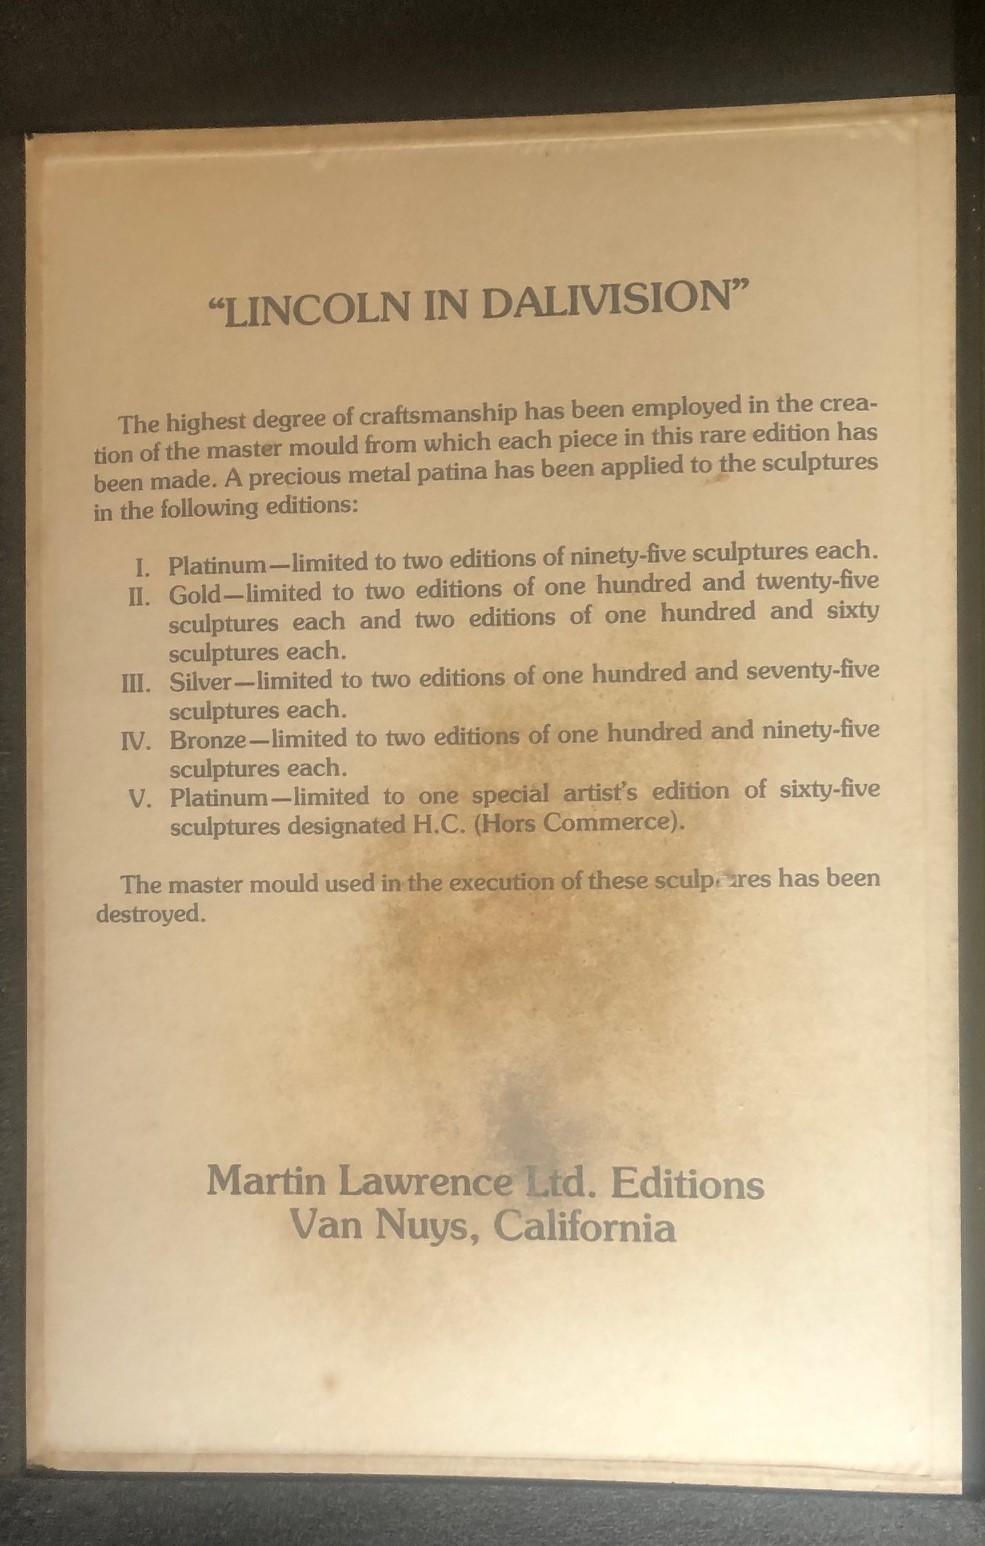 “LINCOLN IN DALIVISION”
The highest degree of craftsmanship has been employed in the crea-
tion of the master mould from which each piece in this rare edition has
been made. A precious metal patina has been applied to the sculptures
in the following editions:
I. Platinum—limited to two editions of ninety-five sculptures each.
II. Gold—limited to two editions of one hundred and twenty-five
sculptures each and two editions of one hundred and sixty
sculptures each.
III. Silver—limited to two editions of one hundred and seventy-five
sculptures each.
IV. Bronze—limited to two editions of one hundred and ninety-five
sculptures each.
V. Platinum—limited to one special artist’s edition of sixty-five
sculptures designated H.C. (Hors Commerce).
The master mould used in the execution of these sculptures has been
destroyed.
Martin Lawrence Ltd. Editions
Van Nuys, California